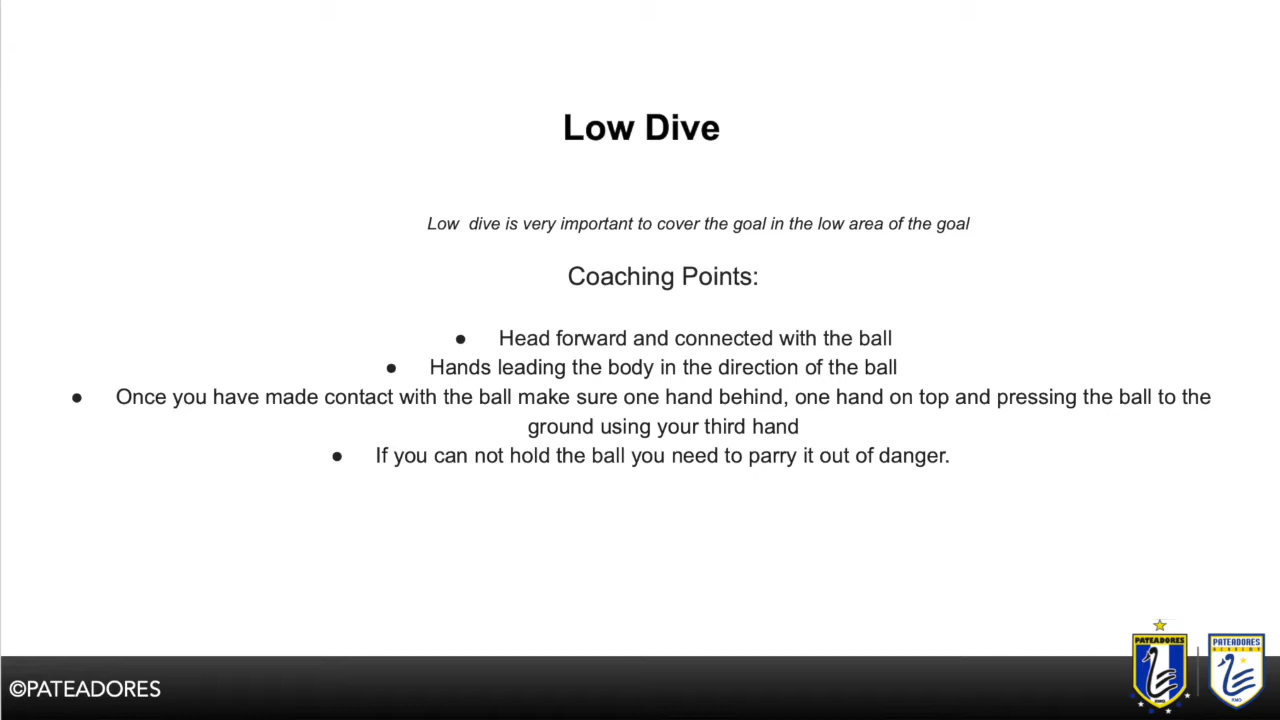 Low Dive
Low  dive is very important to cover the goal in the low area of the goal
Coaching Points:
● Head forward and connected with the ball
● Hands leading the body in the direction of the ball
● Once you have made contact with the ball make sure one hand behind, one hand on top and pressing the ball to the
ground using your third hand
● If you can not hold the ball you need to parry it out of danger.
©PATEADORES
PATEADORES
PATEADORES
ACADEMY